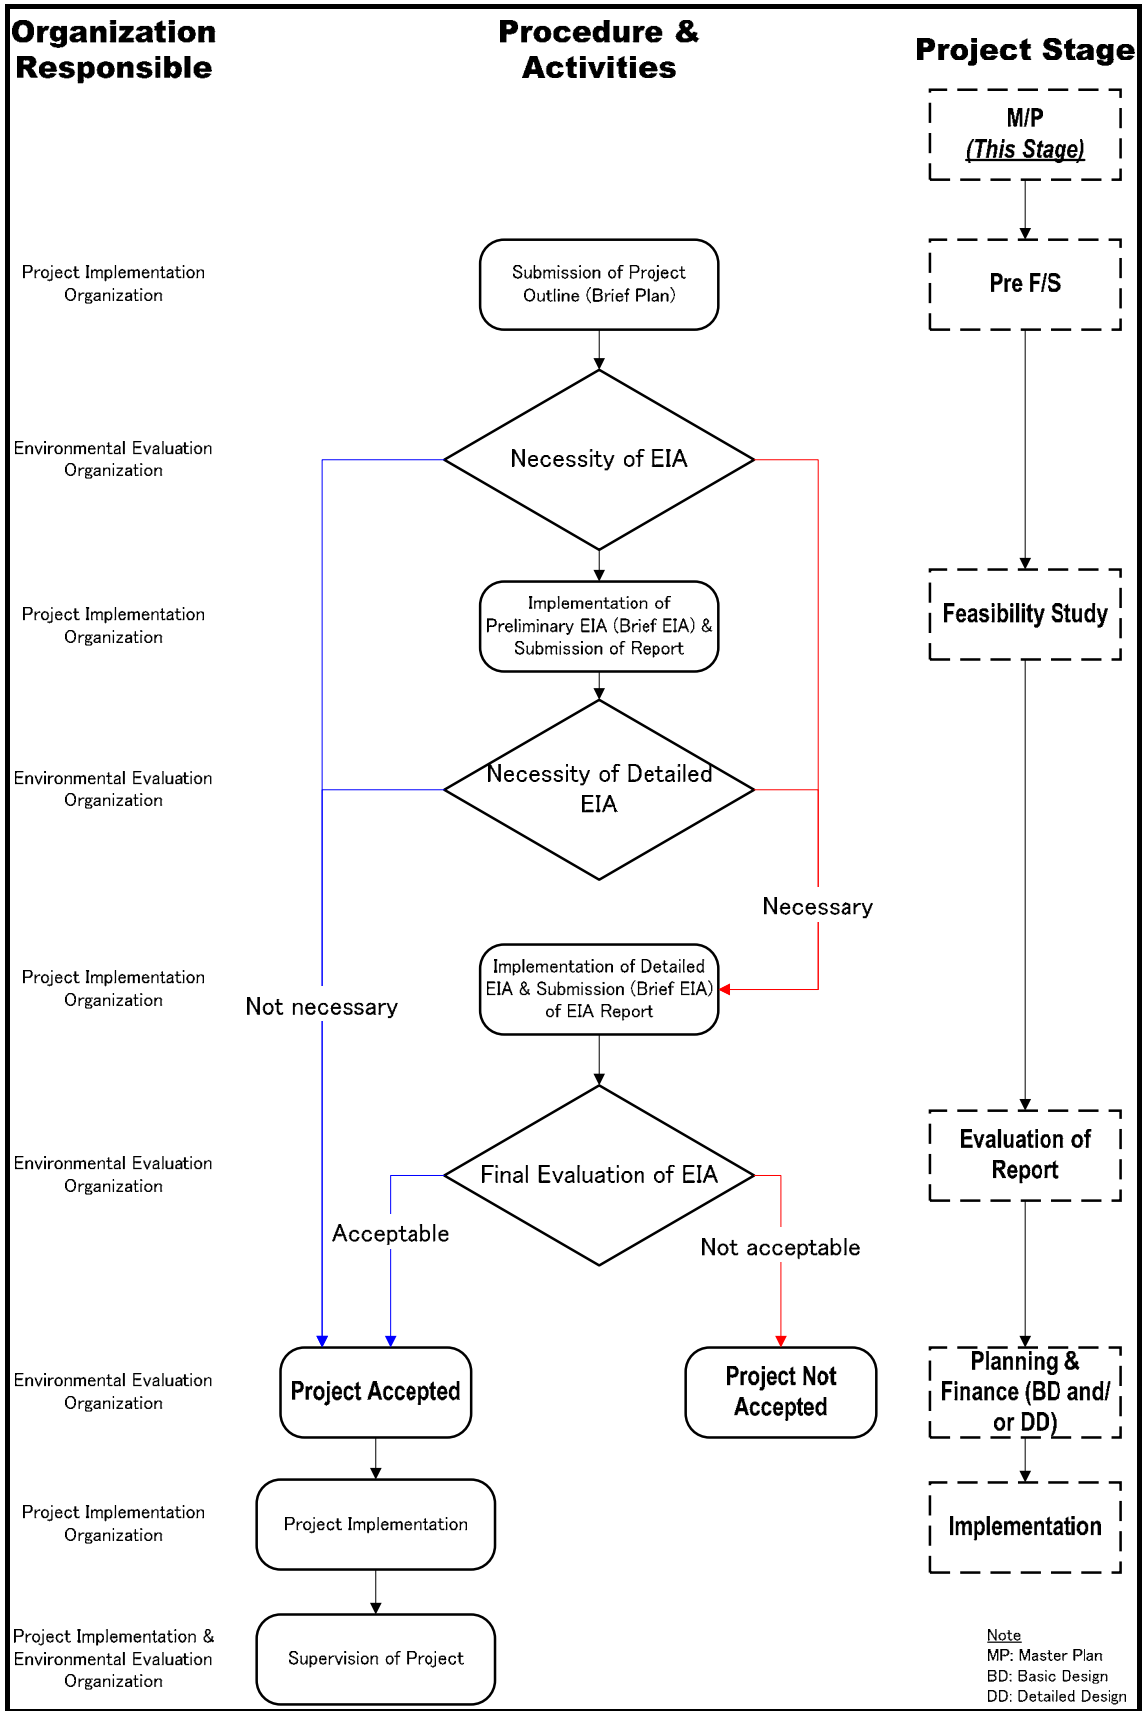 Organization
Responsible
Procedure &
Activities
Project Stage
M/P
(This Stage)
Project Implementation
Organization
Submission of Project
Outline (Brief Plan)
Pre F/S
Environmental Evaluation
Organization
Necessity of EIA
Project Implementation
Organization
Implementation of
Preliminary EIA (Brief EIA) &
Submission of Report
Feasibility Study
Environmental Evaluation
Organization
Necessity of Detailed
EIA
Necessary
Project Implementation
Organization
Implementation of Detailed
EIA & Submission (Brief EIA)
of EIA Report
Not necessary
Environmental Evaluation
Organization
Final Evaluation of EIA
Evaluation of
Report
Acceptable
Not acceptable
Environmental Evaluation
Organization
Project Accepted
Project Not
Accepted
Planning &
Finance (BD and/
or DD)
Project Implementation
Organization
Project Implementation
Implementation
Project Implementation &
Environmental Evaluation
Organization
Supervision of Project
Note
MP: Master Plan
BD: Basic Design
DD: Detailed Design